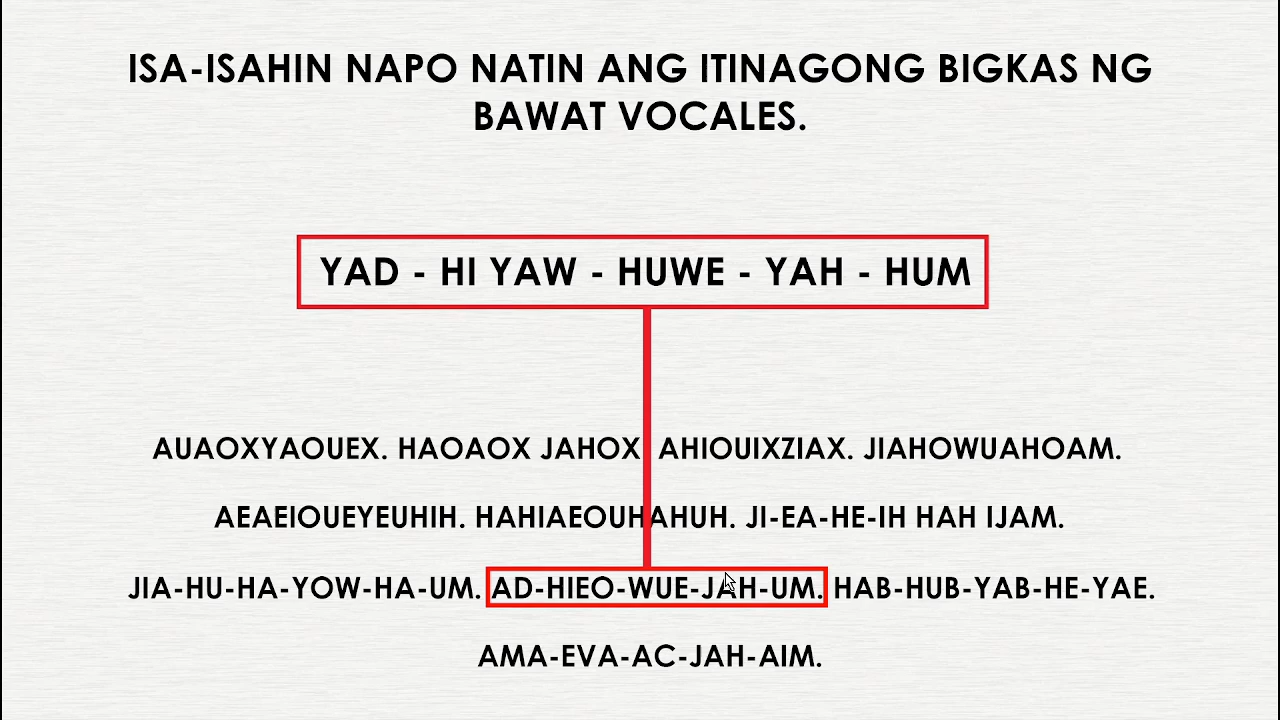 ISA-ISAHIN NAPO NATIN ANG ITINAGONG BIGKAS NG
BAWAT VOCALES.
YAD - HI YAW - HUWE - YAH - HUM
AUAOXYAOUEX. HAOAOX JAHOX AHIOUIXZIAX. JIAHOWUAHOAM.
AEAEIOUEYEUHIH. HAHIAEOUHAHUH. JI-EA-HE-IH HAH IJAM.
JIA-HU-HA-YOW-HA-UM. AD-HIEO-WUE-JAH-UM. HAB-HUB-YAB-HE-YAE.
AMA-EVA-AC-JAH-AIM.